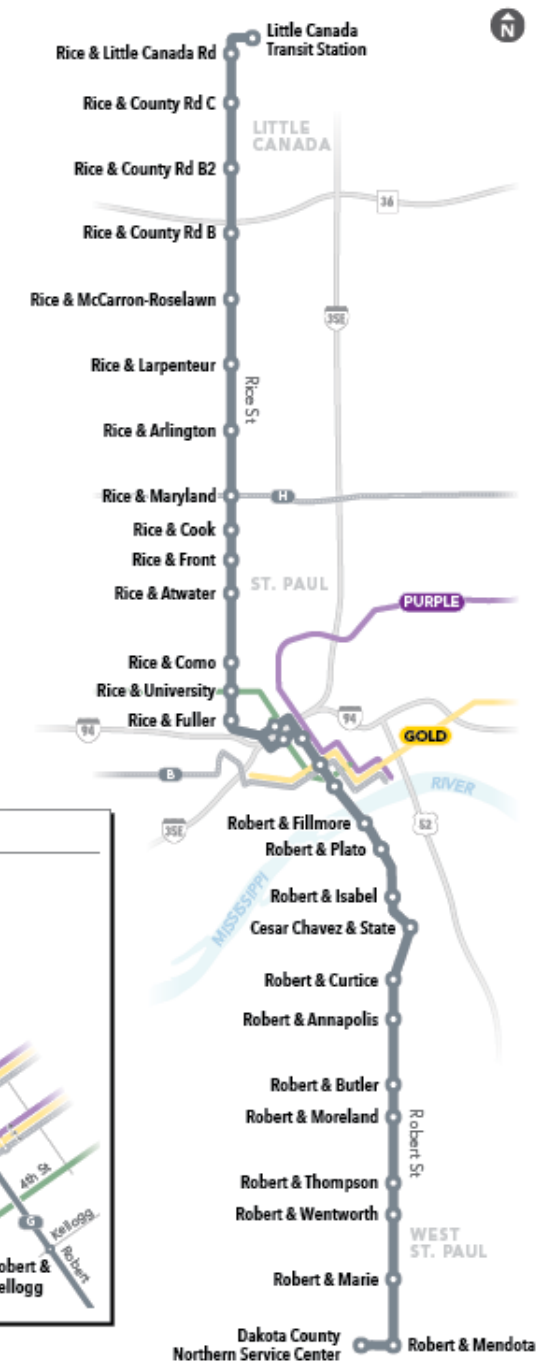 N
Little Canada
Transit Station
Rice & Little Canada Rd
Rice & County Rd C
LITTLE
CANADA
Rice & County Rd B2
36
Rice & County Rd B
Rice & McCarron-Roselawn
35E
Rice & Larpenteur
Rice St
Rice & Arlington
Rice & Maryland
H
Rice & Cook
Rice & Front
ST. PAUL
Rice & Atwater
PURPLE
Rice & Como
Rice & University
Rice & Fuller
94
94
GOLD
B
RIVER
35E
Robert & Fillmore
52
Robert & Plato
MISSISSIPPI
Robert & Isabel
Cesar Chavez & State
Robert & Curtice
Robert & Annapolis
Robert & Butler
Robert & Moreland
Robert St
Robert & Thompson
Robert & Wentworth
WEST
ST. PAUL
Robert & Marie
Dakota County
Northern Service Center
Robert & Mendota
4th St
G
Kellogg
Robert
obert &
ellogg